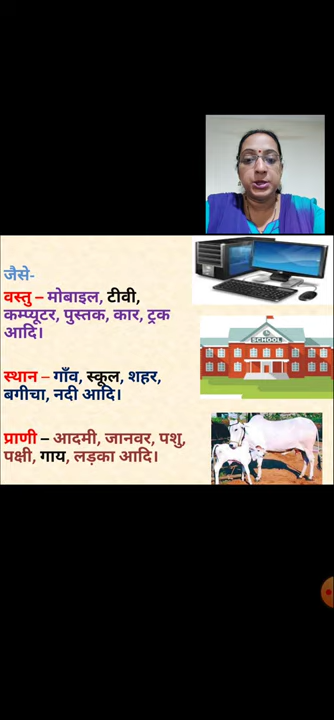 जैसे-
वस्तु – मोबाइल, टीवी,
कम्प्यूटर, पुस्तक, कार, ट्रक
आदि।
SCHOOL
स्थान – गाँव, स्कूल, शहर,
बगीचा, नदी आदि।
प्राणी – आदमी, जानवर, पशु,
पक्षी, गाय, लड़का आदि।